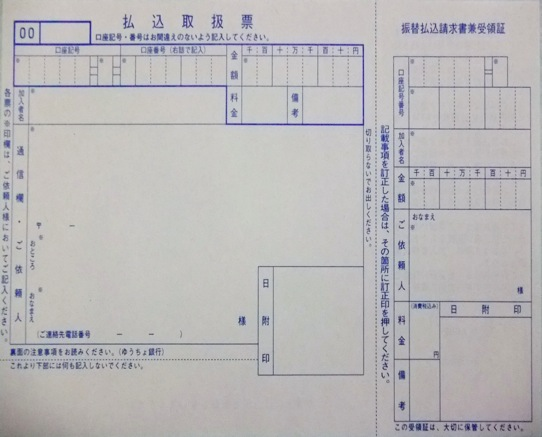 払込取扱票
00
口座記号・番号はお間違えのないよう記入してください。
口座記号
口座番号（右詰で記入）
金額
千百十万千百十円
※
※
※
料金
備考
加入者名
※
通信欄・ご依頼人
※
〒 －
※
おところ
※
おなまえ
様
（ご連絡先電話番号 － － ）
日附印
裏面の注意事項をお読みください。（ゆうちょ銀行）
これより下部には何も記入しないでください。
各票の※印欄は、ご依頼人様においてご記入ください。
切り取らないでお出しください。
記載事項を訂正した場合は、その箇所に訂正印を押してください。
振替払込請求書兼受領証
口座記号番号
※
※
加入者名
※
金額
千百十万千百十円
※
ご依頼人
おなまえ
※
様
料金
（消費税込み）
円
日附印
備考
この受領証は、大切に保管してください。